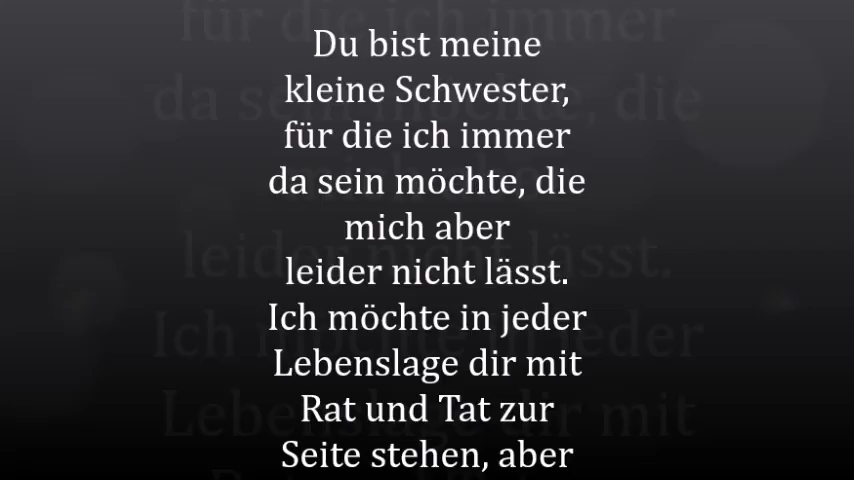 Du bist meine
kleine Schwester,
für die ich immer
da sein möchte, die
mich aber
leider nicht lässt.
Ich möchte in jeder
Lebenslage dir mit
Rat und Tat zur
Seite stehen, aber